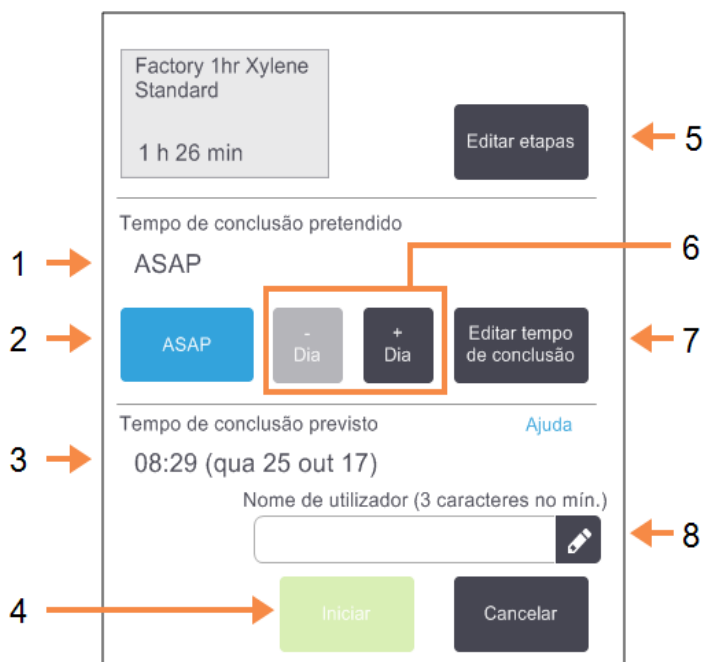 Factory 1hr Xylene
Standard
1 h 26 min
Editar etapas
5
Tempo de conclusão pretendido
6
1
ASAP
2
ASAP
-
Dia
+
Dia
Editar tempo
de conclusão
7
Tempo de conclusão previsto
Ajuda
3
08:29 (qua 25 out 17)
Nome de utilizador (3 caracteres no mín.)
8
4
Iniciar
Cancelar